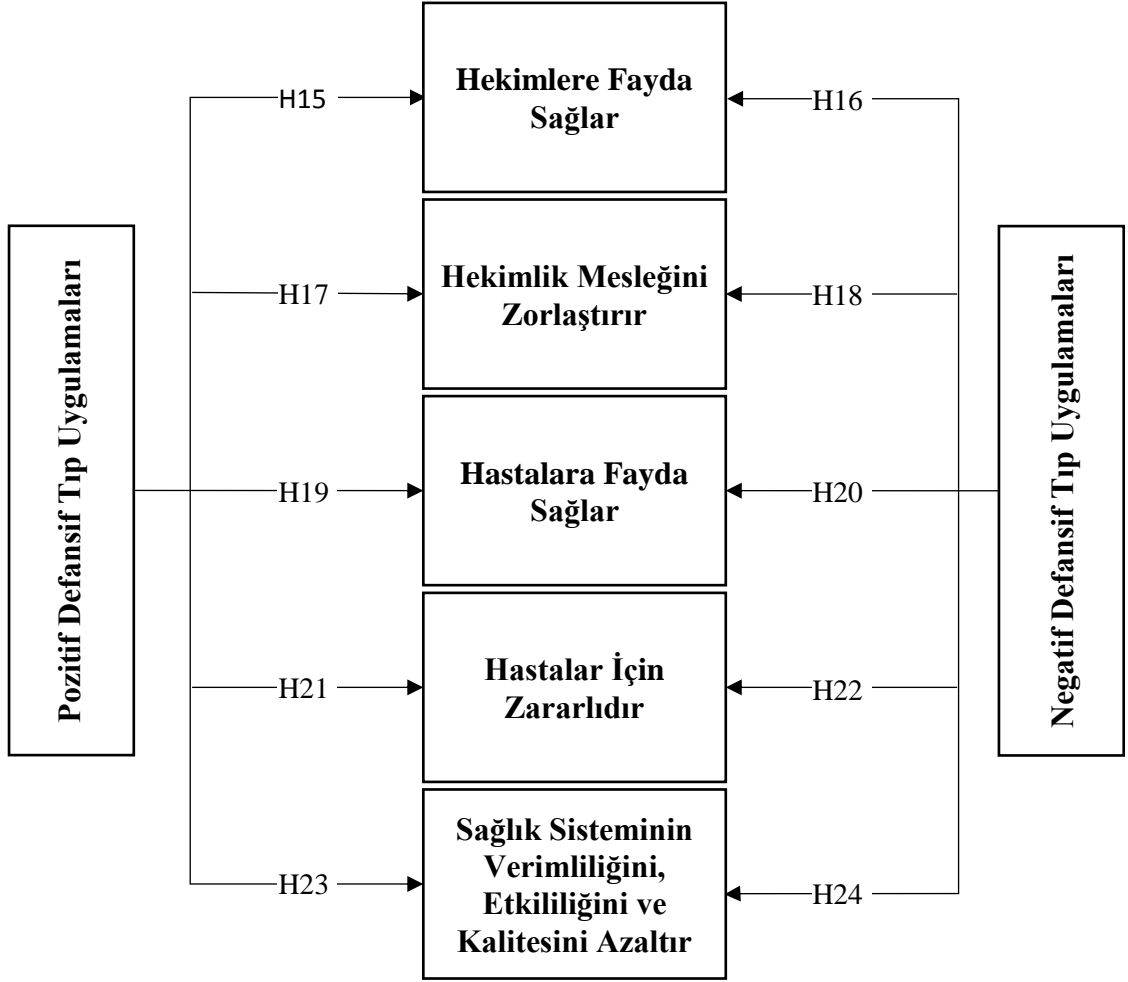 Pozitif Defansif Tıp Uygulamaları
H15
Hekimlere Fayda
Sağlar
H16
H17
Hekimlik Mesleğini
Zorlaştırır
H18
H19
Hastalara Fayda
Sağlar
H20
H21
Hastalar İçin
Zararlıdır
H22
H23
Sağlık Sisteminin
Verimliliğini,
Etkililiğini ve
Kalitesini Azaltır
H24
Negatif Defansif Tıp Uygulamaları